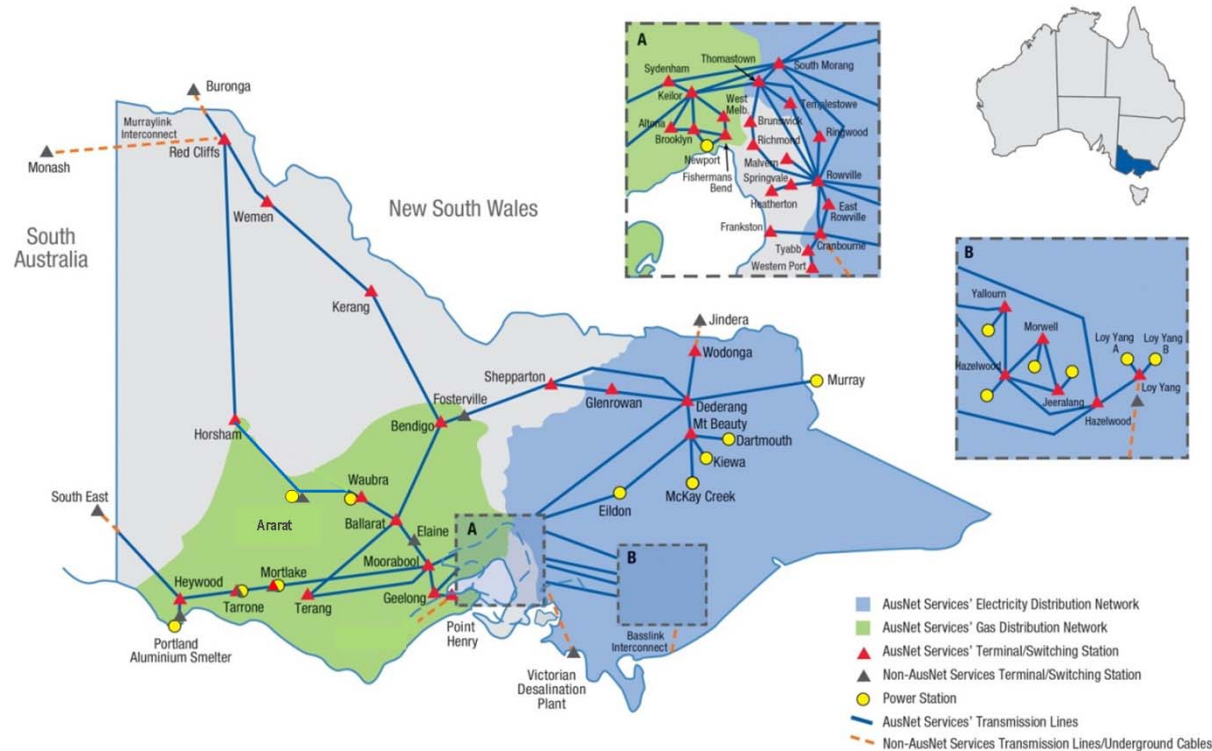 Buronga
Murraylink
Interconnect
Monash
Red Cliffs
Wemen
New South Wales
South
Australia
Kerang
Jindera
Wodonga
Shepparton
Glenrowan
Murray
Fosterville
Dederang
Horsham
Bendigo
Mt Beauty
Dartmouth
Kiewa
McKay Creek
Waubra
Eildon
South East
Ararat
Ballarat
Elaine
A
B
Moorabool
Heywood
Mortlake
Tarrone
Terang
Geelong
Portland
Aluminium Smelter
Point
Henry
Basslink
Interconnect
Victorian
Desalination
Plant
A
Thomastown
South Morang
Sydenham
Keilor
West
Melb.
Templestowe
Altona
Brooklyn
Brunswick
Ringwood
Richmond
Newport
Malvern
Fishermans
Bend
Springvale
Rowville
Heatherton
East
Rowville
Frankston
Cranbourne
Tyabb
Western Port
B
Yallourn
Morwell
Loy Yang
A
Loy Yang
B
Hazelwood
Jeeralang
Loy Yang
Hazelwood
AusNet Services' Electricity Distribution Network
AusNet Services' Gas Distribution Network
AusNet Services' Terminal/Switching Station
Non-AusNet Services Terminal/Switching Station
Power Station
AusNet Services' Transmission Lines
Non-AusNet Services Transmission Lines/Underground Cables